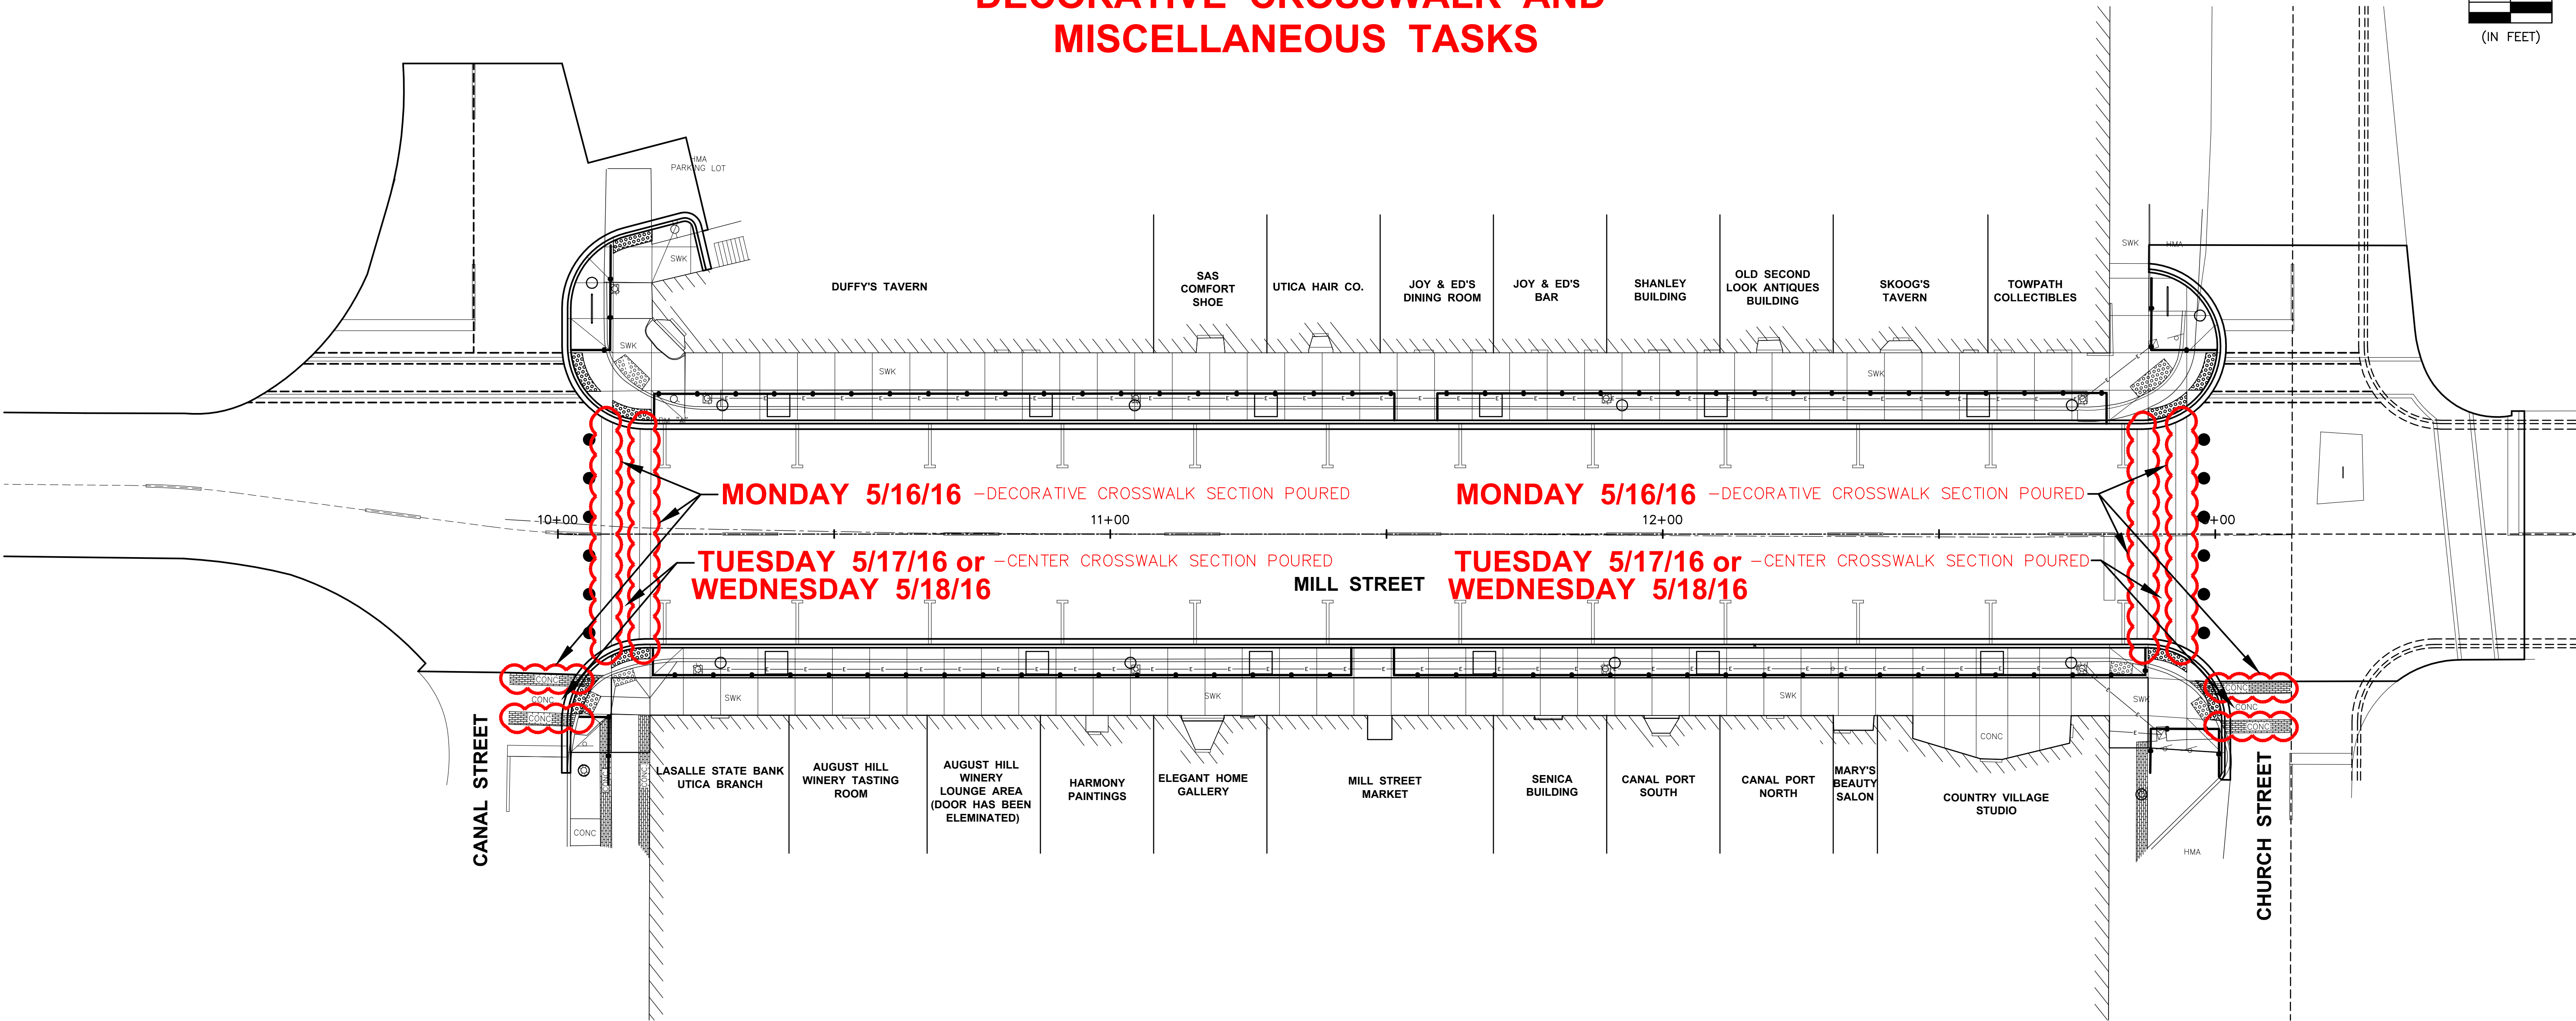 DECORATIVE CROSSWALK AND
MISCELLANEOUS TASKS
(IN FEET)
HMA
PARKING LOT
SWK
SWK
SWK
HMA
DUFFY'S TAVERN
SAS
COMFORT
SHOE
UTICA HAIR CO.
JOY & ED'S
DINING ROOM
JOY & ED'S
BAR
SHANLEY
BUILDING
OLD SECOND
LOOK ANTIQUES
BUILDING
SKOOG'S
TAVERN
TOWPATH
COLLECTIBLES
SWK
SWK
MONDAY 5/16/16 -DECORATIVE CROSSWALK SECTION POURED
MONDAY 5/16/16 -DECORATIVE CROSSWALK SECTION POURED
10+00
11+00
12+00
+00
TUESDAY 5/17/16 or -CENTER CROSSWALK SECTION POURED
WEDNESDAY 5/18/16
MILL STREET
TUESDAY 5/17/16 or -CENTER CROSSWALK SECTION POURED
WEDNESDAY 5/18/16
CONC
CONC
CONC
SWK
SWK
SWK
SWK
CONC
CONC
CONC
CONC
CONC
HMA
CANAL STREET
LASALLE STATE BANK
UTICA BRANCH
AUGUST HILL
WINERY TASTING
ROOM
AUGUST HILL
WINERY
LOUNGE AREA
(DOOR HAS BEEN
ELEMINATED)
HARMONY
PAINTINGS
ELEGANT HOME
GALLERY
MILL STREET
MARKET
SENICA
BUILDING
CANAL PORT
SOUTH
CANAL PORT
NORTH
MARY'S
BEAUTY
SALON
COUNTRY VILLAGE
STUDIO
CHURCH STREET